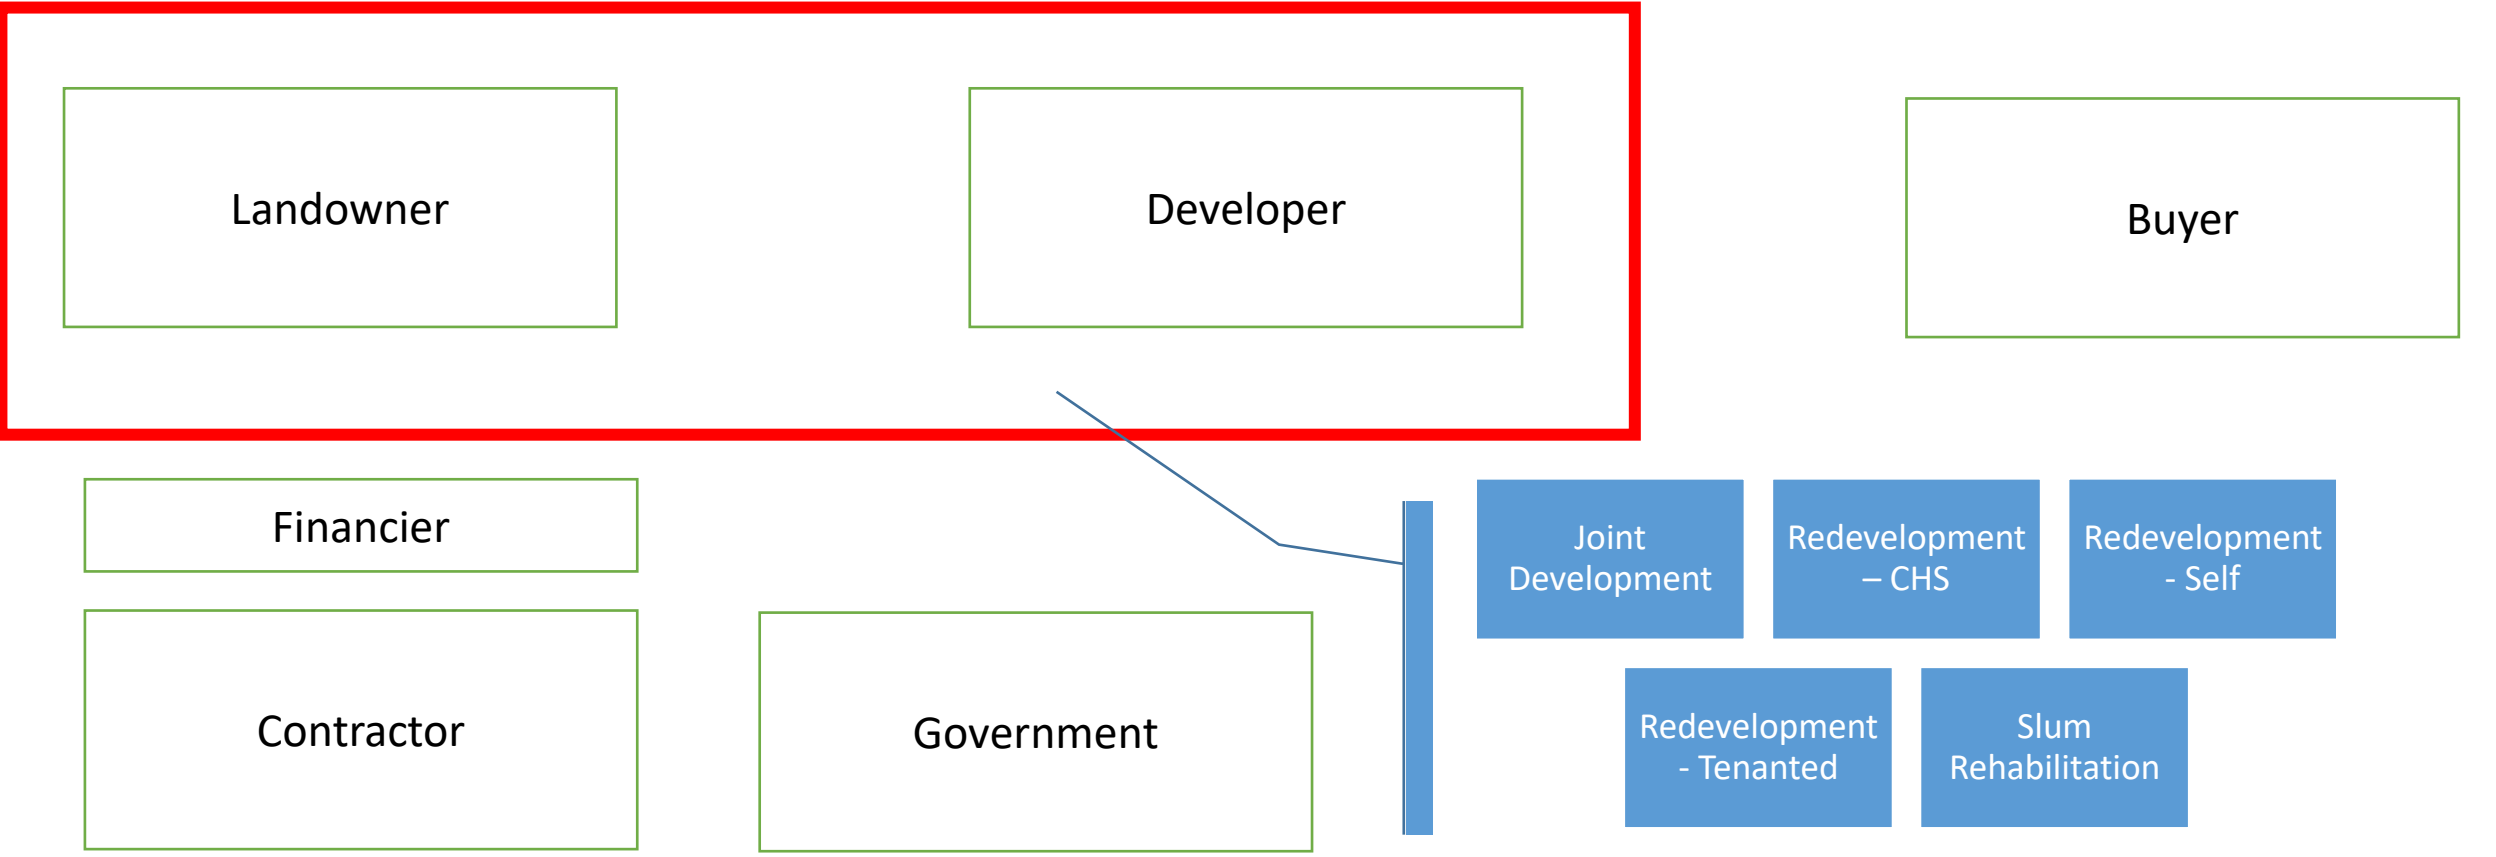 Landowner
Developer
Buyer
Financier
Contractor
Government
Joint
Development
Redevelopment
– CHS
Redevelopment
- Self
Redevelopment
- Tenanted
Slum
Rehabilitation